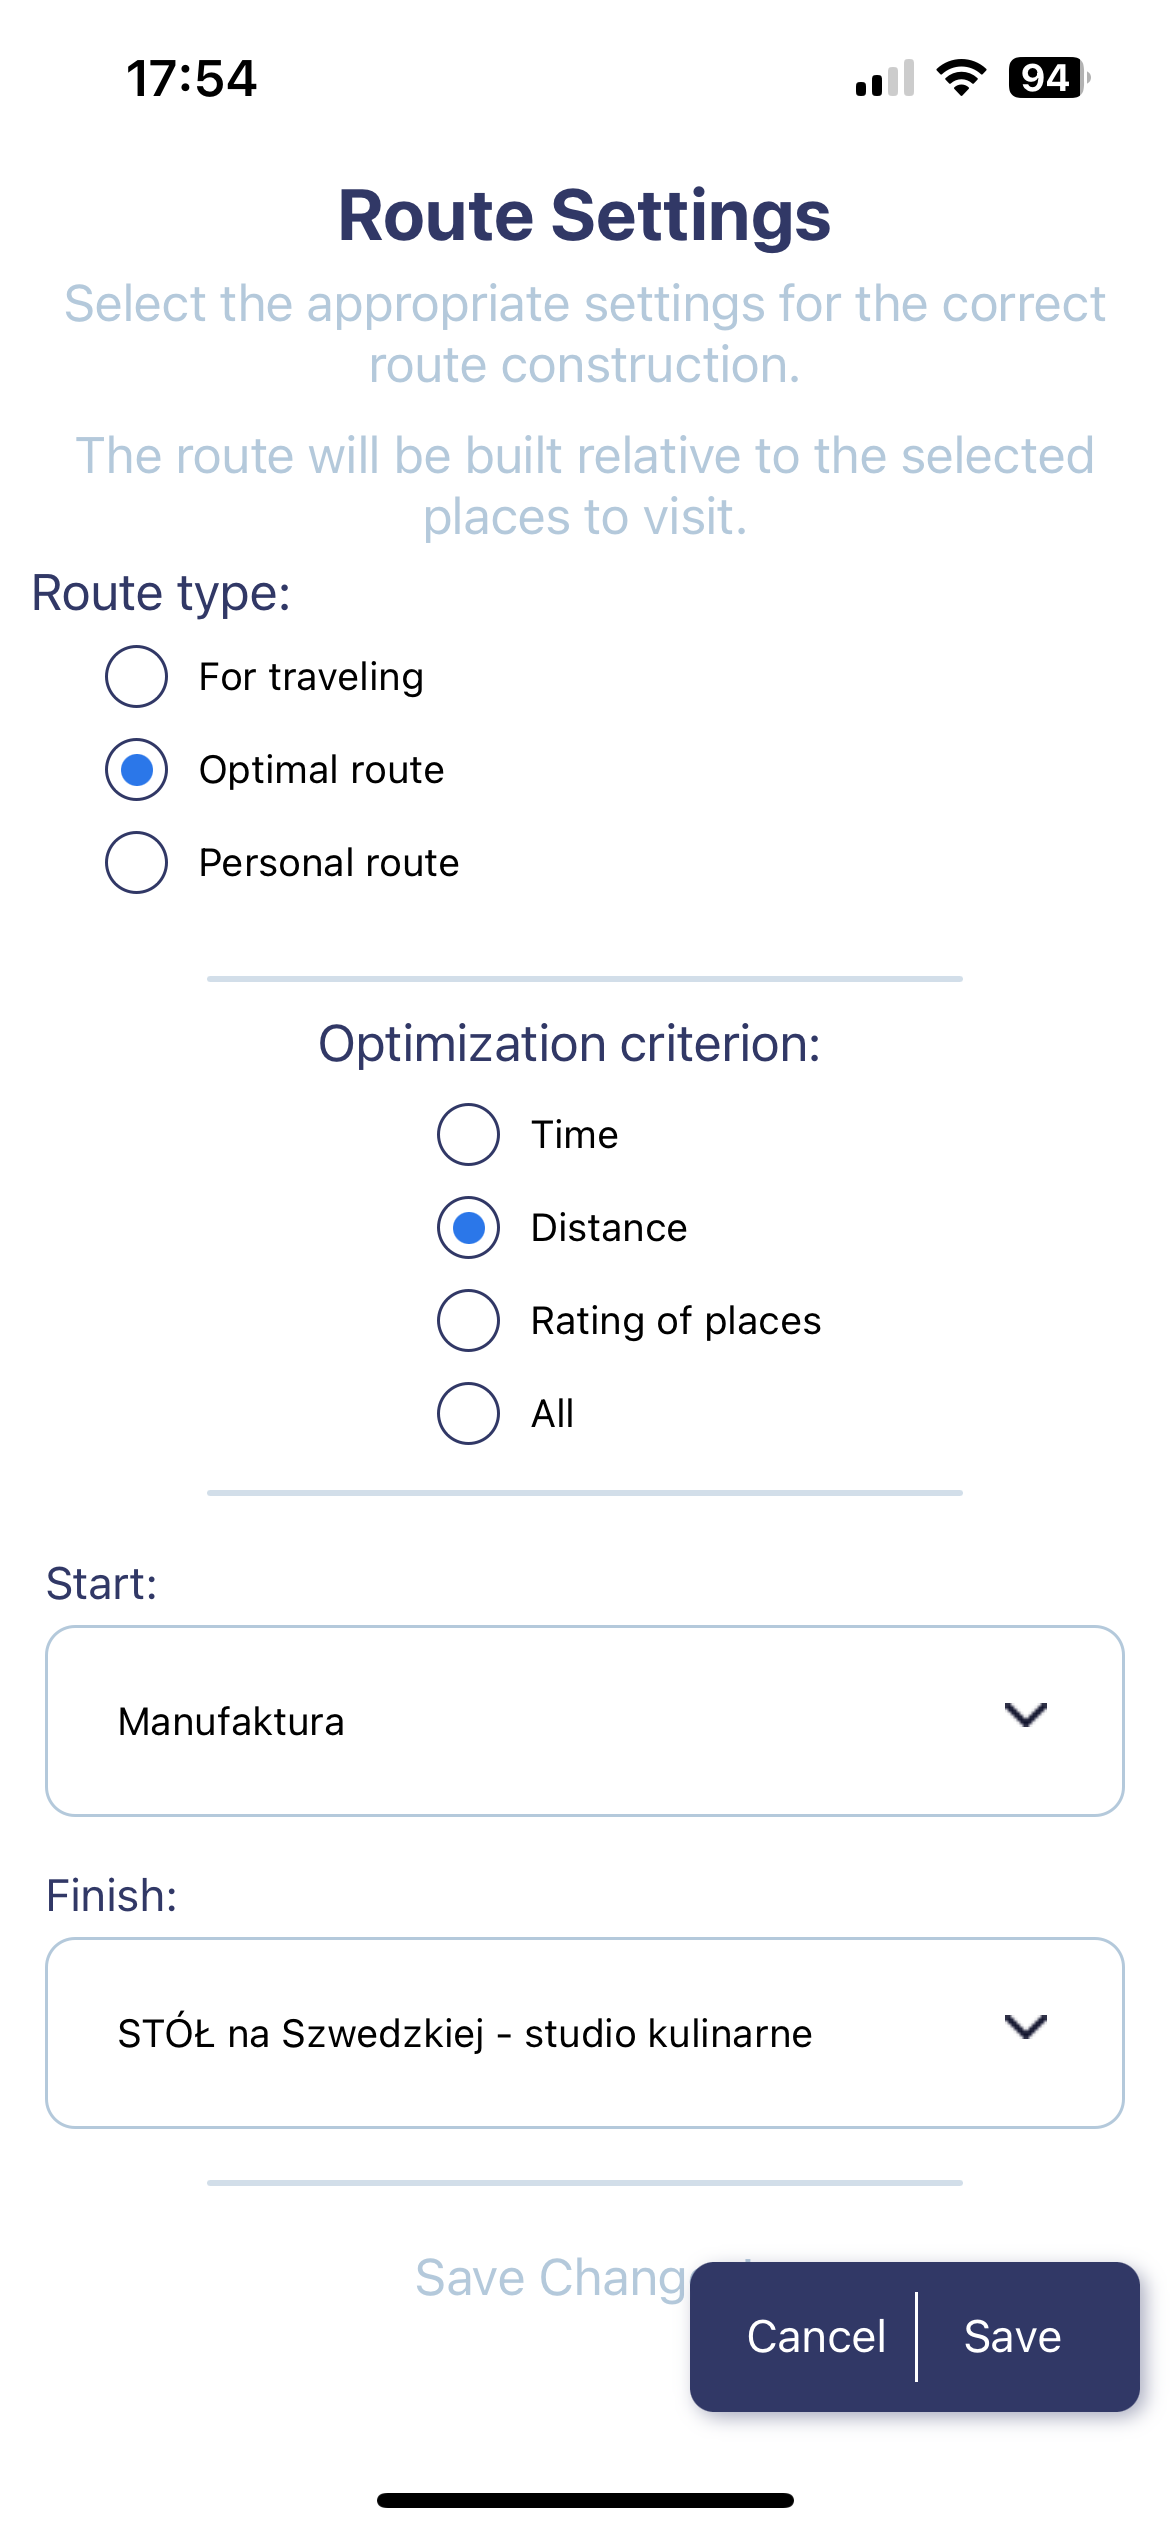 17:54
94
Route Settings
Select the appropriate settings for the correct
route construction.
The route will be built relative to the selected
places to visit.
Route type:
For traveling
Optimal route
Personal route
Optimization criterion:
Time
Distance
Rating of places
All
Start:
Manufaktura
Finish:
STÓŁ na Szwedzkiej - studio kulinarne
Save
Cancel
Save